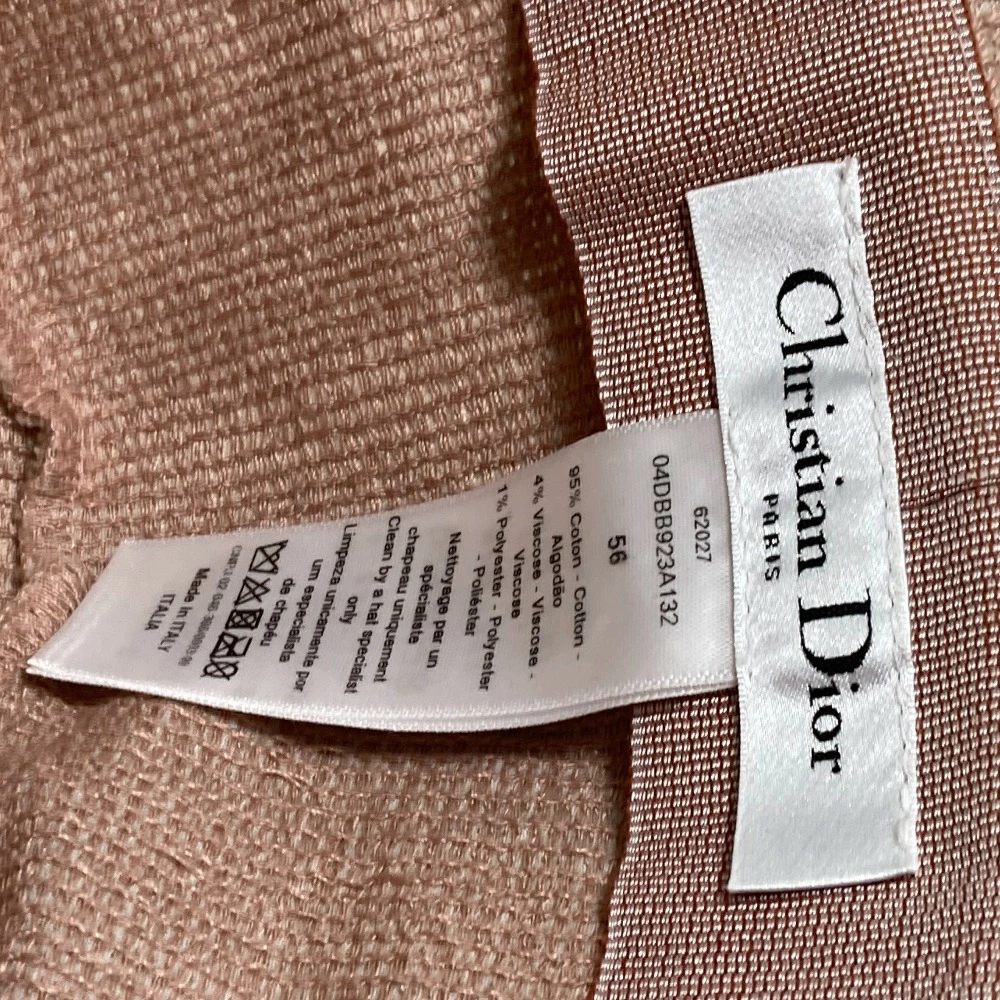 Christian Dior
PARIS
62027
04DBB923A132
56
95% Coton - Cotton -
Algodão
4% Viscose - Viscose -
Viscose
1% Polyester - Polyester
- Poliéster
Nettoyage par un
chapeau uniquement
spécialiste
Clean by a hat specialist
only
Limpeza unicamente por
um especialista
de chapéu
Made In ITALY
ITALIA